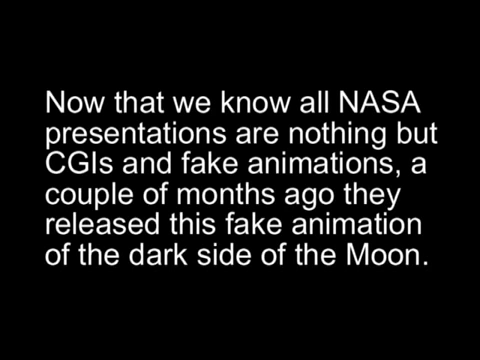 Now that we know all NASA
presentations are nothing but
CGIs and fake animations, a
couple of months ago they
released this fake animation
of the dark side of the Moon.